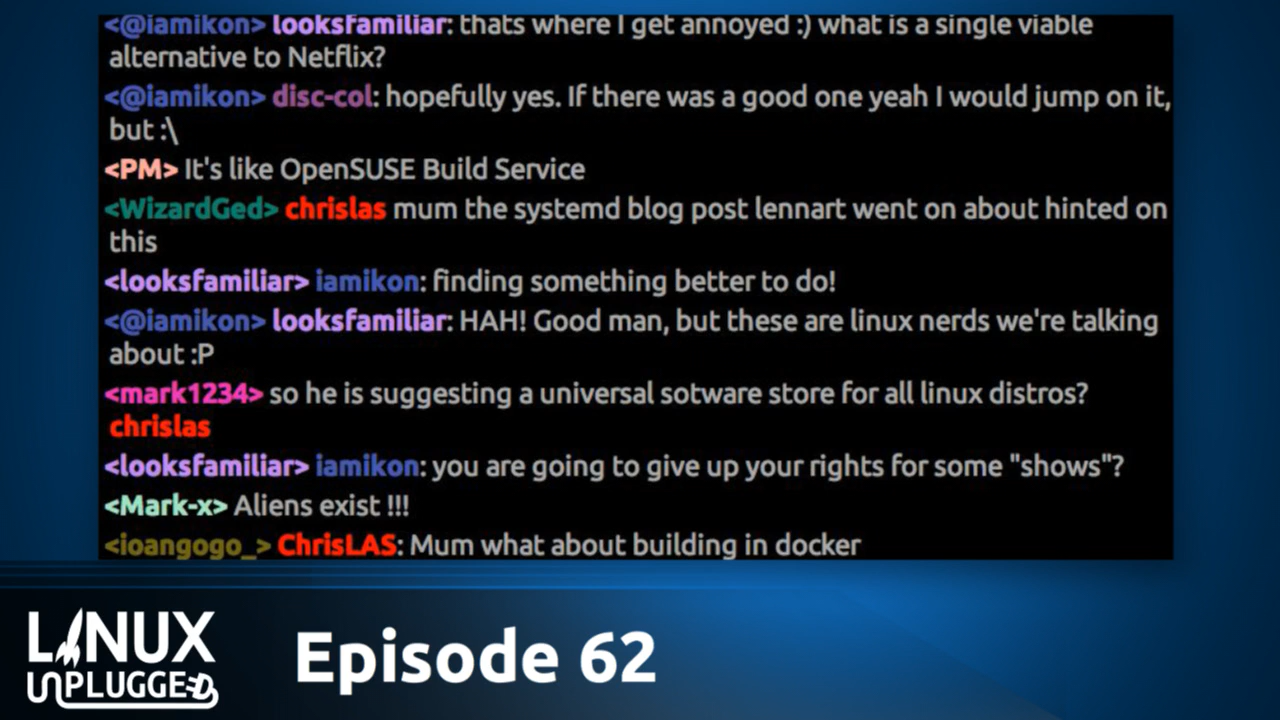 <@iamikon> looksfamiliar: thats where I get annoyed :) what is a single viable
alternative to Netflix?
<@iamikon> disc-col: hopefully yes. If there was a good one yeah I would jump on it,
but :\
<PM> It's like OpenSUSE Build Service
<WizardGed> chrislas mum the systemd blog post lennart went on about hinted on
this
<looksfamiliar> iamikon: finding something better to do!
<@iamikon> looksfamiliar: HAH! Good man, but these are linux nerds we're talking
about :P
<mark1234> so he is suggesting a universal sotware store for all linux distros?
chrislas
<looksfamiliar> iamikon: you are going to give up your rights for some "shows"?
<Mark-x> Aliens exist !!!
<ioangogo_> ChrisLAS: Mum what about building in docker
LINUX
UNPLUGGED
Episode 62